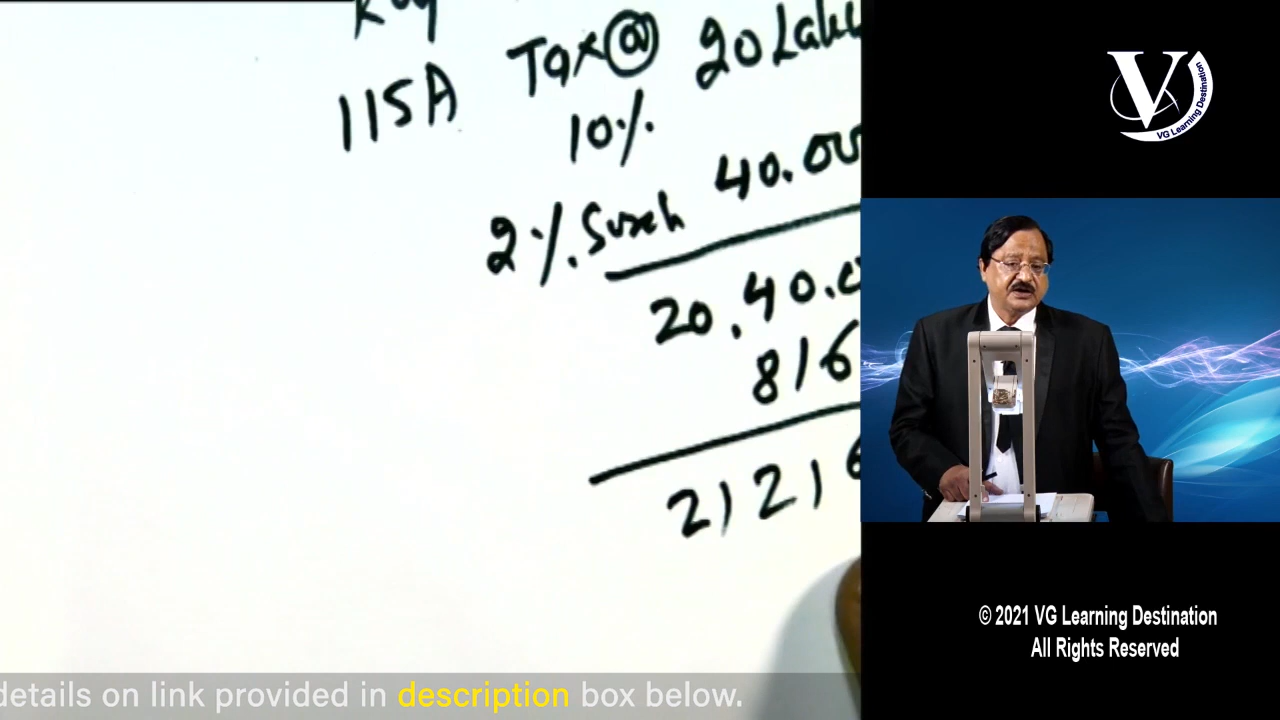 Tax@ 20 Lakh
115A
10%
2%. Surch 40.00
20.40.0
816
21216
V
VG Learning Destination
© 2021 VG Learning Destination
All Rights Reserved
details on link provided in description box below.